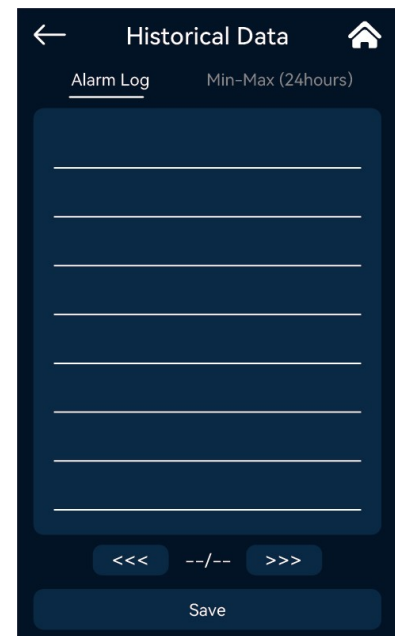 Historical Data
Alarm Log Min-Max (24hours)
<<< --/-- >>>
Save